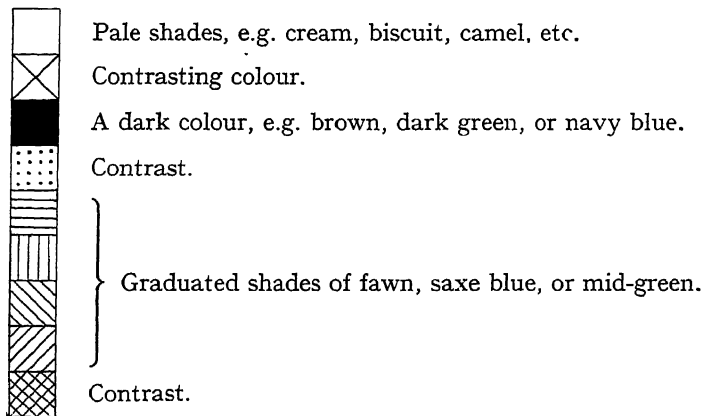 Pale shades, e.g. cream, biscuit, camel, etc.
Contrasting colour.
A dark colour, e.g. brown, dark green, or navy blue.
Contrast.
Graduated shades of fawn, saxe blue, or mid-green.
Contrast.